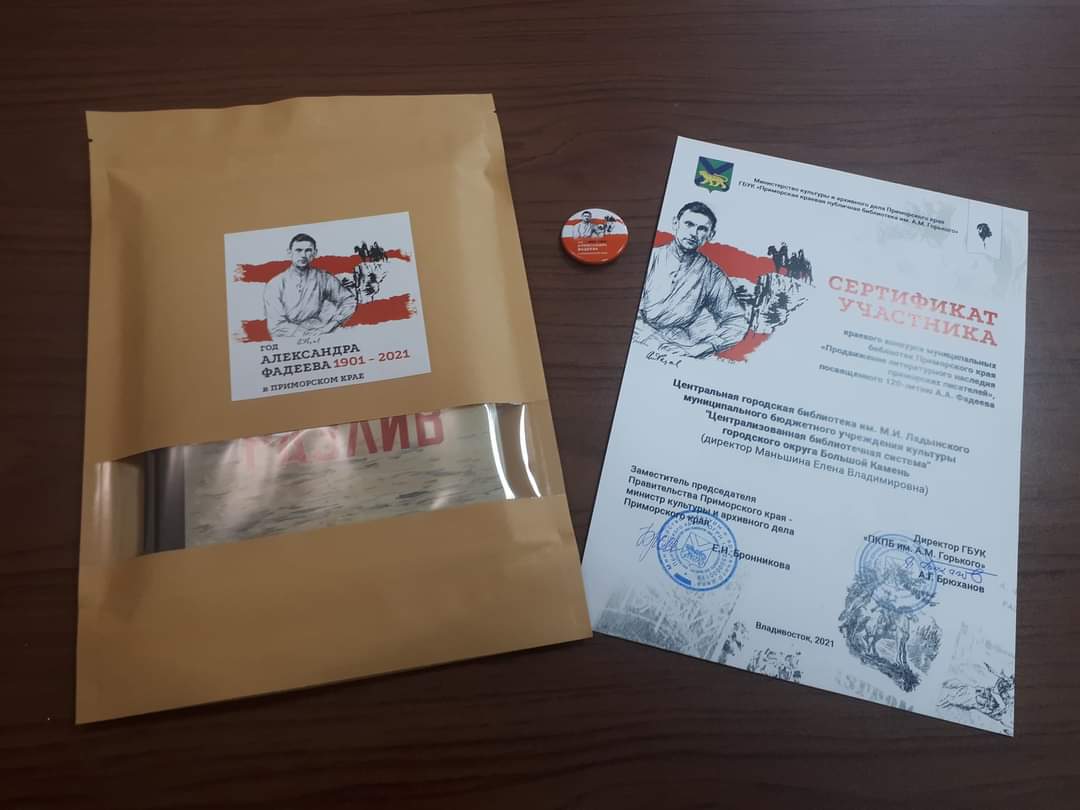 ГОД
АЛЕКСАНДРА
ФАДЕЕВА 1901 - 2021
в ПРИМОРСКОМ КРАЕ
РАЗЛИВ
ГОД
АЛЕКСАНДРА
ФАДЕЕВА
Министерство культуры и архивного дела Приморского края
ГБУК «Приморская краевая публичная библиотека им. А.М. Горького»
СЕРТИФИКАТ
УЧАСТНИКА
краевого конкурса муниципальных
библиотек Приморского края
«Продвижение литературного наследия
приморских писателей»,
посвященного 120-летию А.А. Фадеева
Центральная городская библиотека им. М.И. Ладынского
муниципального бюджетного учреждения культуры
"Централизованная библиотечная система"
городского округа Большой Камень
(директор Маньшина Елена Владимировна)
Заместитель председателя
Правительства Приморского края -
министр культуры и архивного дела
Приморского края
Е.Н. Бронникова
Директор ГБУК
«ПКПБ им. А.М. Горького»
А.Г. Брюханов
Владивосток, 2021